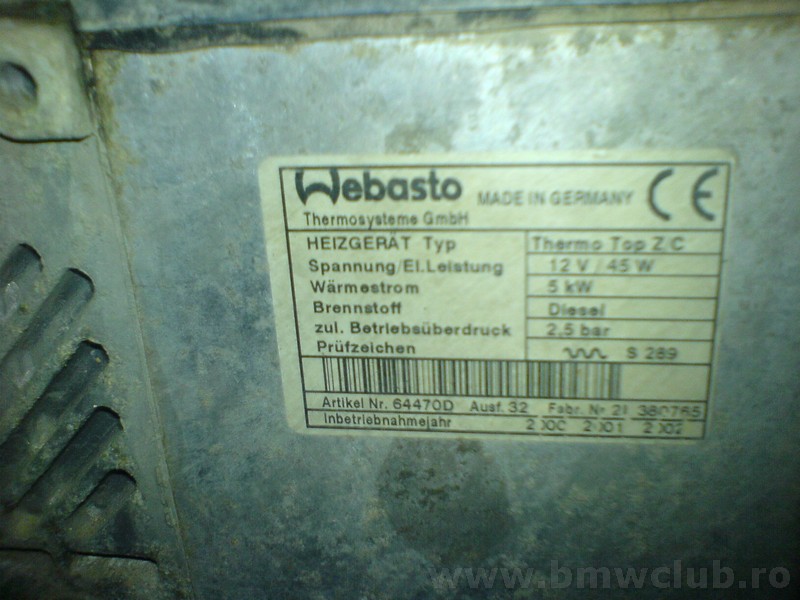 Webasto MADE IN GERMANY CE
Thermosysteme GmbH
HEIZGERÄT Typ Thermo Top Z/C
Spannung/El.Leistung 12 V / 45 W
Wärmestrom 5 kW
Brennstoff Diesel
zul. Betriebsüberdruck 2,5 bar
Prüfzeichen S 289
Artikel Nr. 64470D Ausf. 32 Fabr. Nº
Inbetriebnahmejahr 2000 2001 2002
www.bmwclub.ro